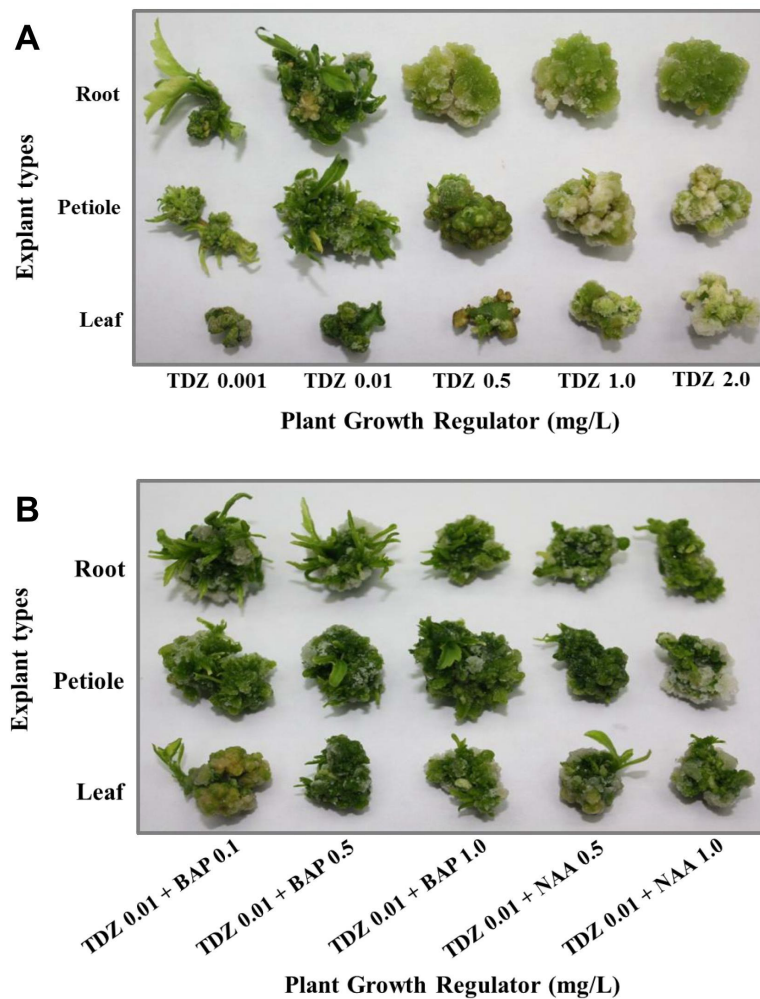 A
Root
Petiole
Leaf
Explant types
TDZ 0.001 TDZ 0.01 TDZ 0.5 TDZ 1.0 TDZ 2.0
Plant Growth Regulator (mg/L)
B
Root
Petiole
Leaf
Explant types
TDZ 0.01 + BAP 0.1
TDZ 0.01 + BAP 0.5
TDZ 0.01 + BAP 1.0
TDZ 0.01 + NAA 0.5
TDZ 0.01 + NAA 1.0
Plant Growth Regulator (mg/L)